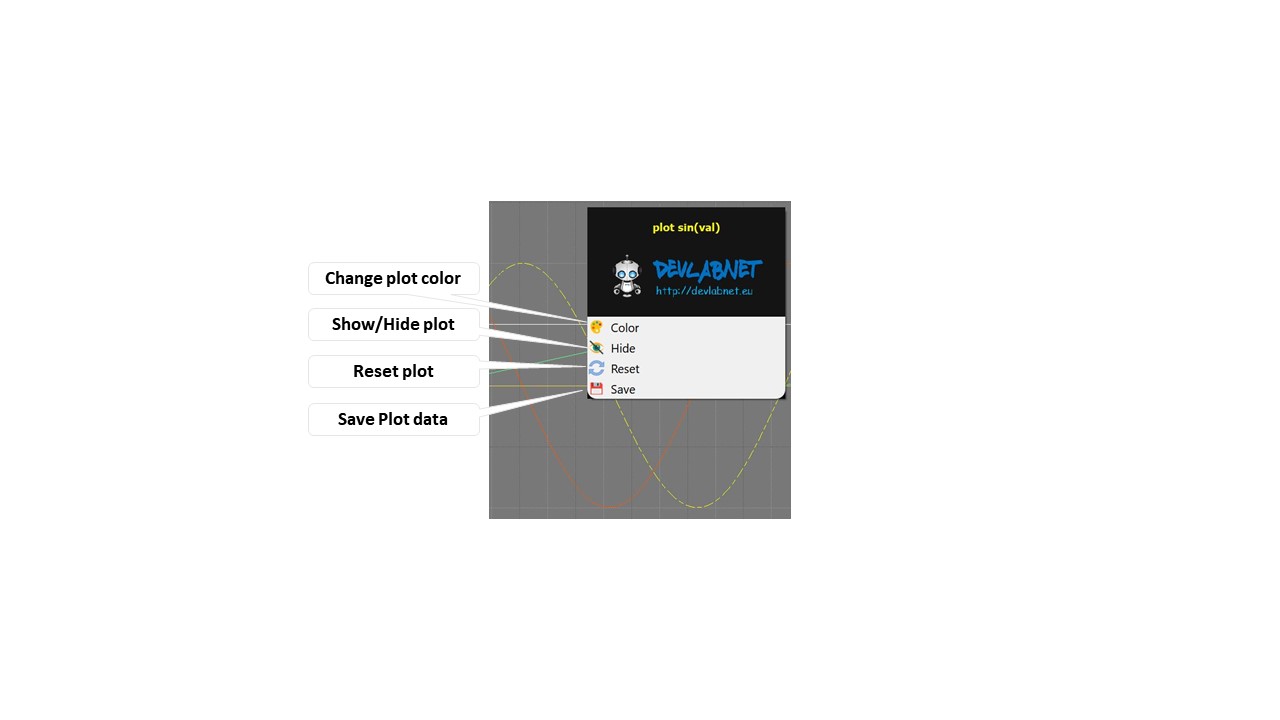 plot sin(val)
DEVLABNET
http://devlabnet.eu
Change plot color
Show/Hide plot
Reset plot
Save Plot data
Color
Hide
Reset
Save